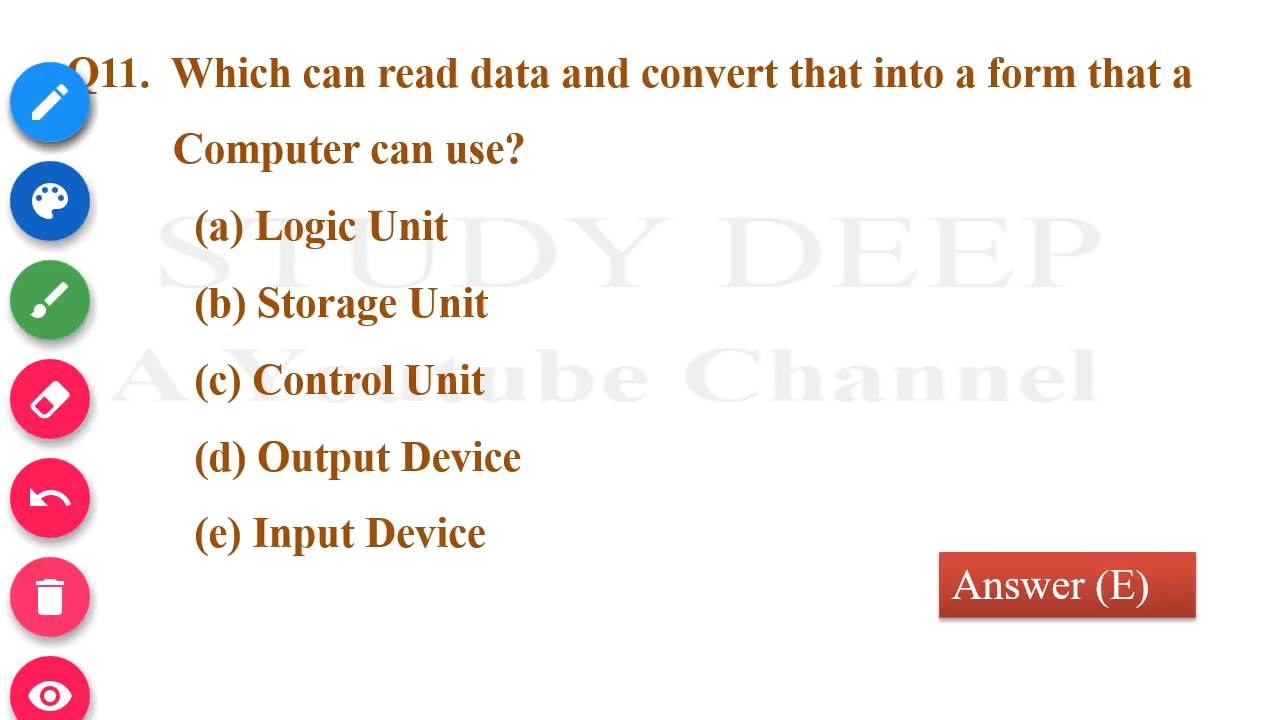 Q11. Which can read data and convert that into a form that a
Computer can use?
(a) Logic Unit
(b) Storage Unit
(c) Control Unit
(d) Output Device
(e) Input Device
Answer (E)
STUDY DEEP
A Youtube Channel